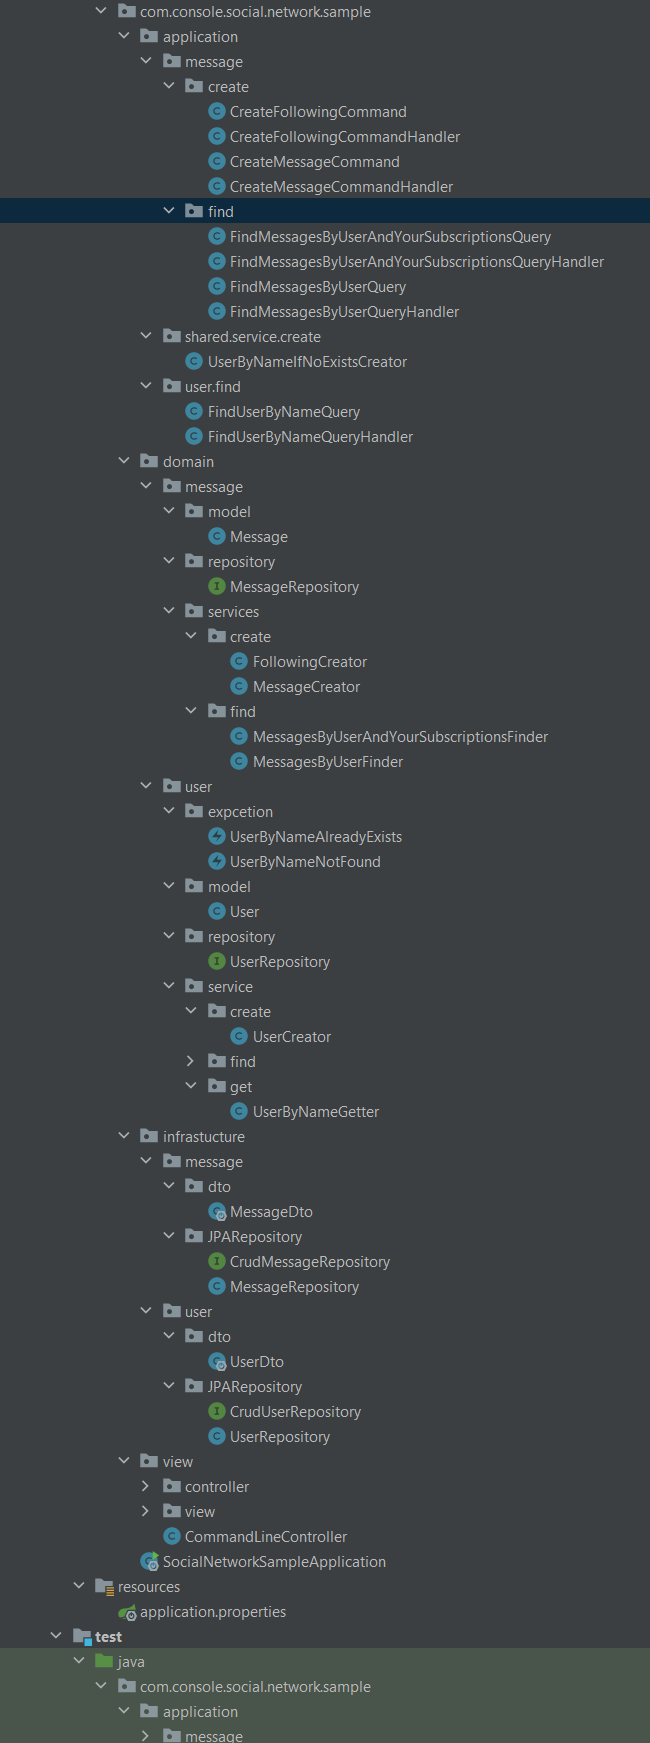 com.console.social.network.sample
application
message
create
CreateFollowingCommand
CreateFollowingCommandHandler
CreateMessageCommand
CreateMessageCommandHandler
find
FindMessagesByUserAndYourSubscriptionsQuery
FindMessagesByUserAndYourSubscriptionsQueryHandler
FindMessagesByUserQuery
FindMessagesByUserQueryHandler
shared.service.create
UserByNameIfNoExistsCreator
user.find
FindUserByNameQuery
FindUserByNameQueryHandler
domain
message
model
Message
repository
MessageRepository
services
create
FollowingCreator
MessageCreator
find
MessagesByUserAndYourSubscriptionsFinder
MessagesByUserFinder
user
expcetion
UserByNameAlreadyExists
UserByNameNotFound
model
User
repository
UserRepository
service
create
UserCreator
find
get
UserByNameGetter
infrastucture
message
dto
MessageDto
JPARepository
CrudMessageRepository
MessageRepository
user
dto
UserDto
JPARepository
CrudUserRepository
UserRepository
view
controller
view
CommandLineController
SocialNetworkSampleApplication
resources
application.properties
test
java
com.console.social.network.sample
application
message